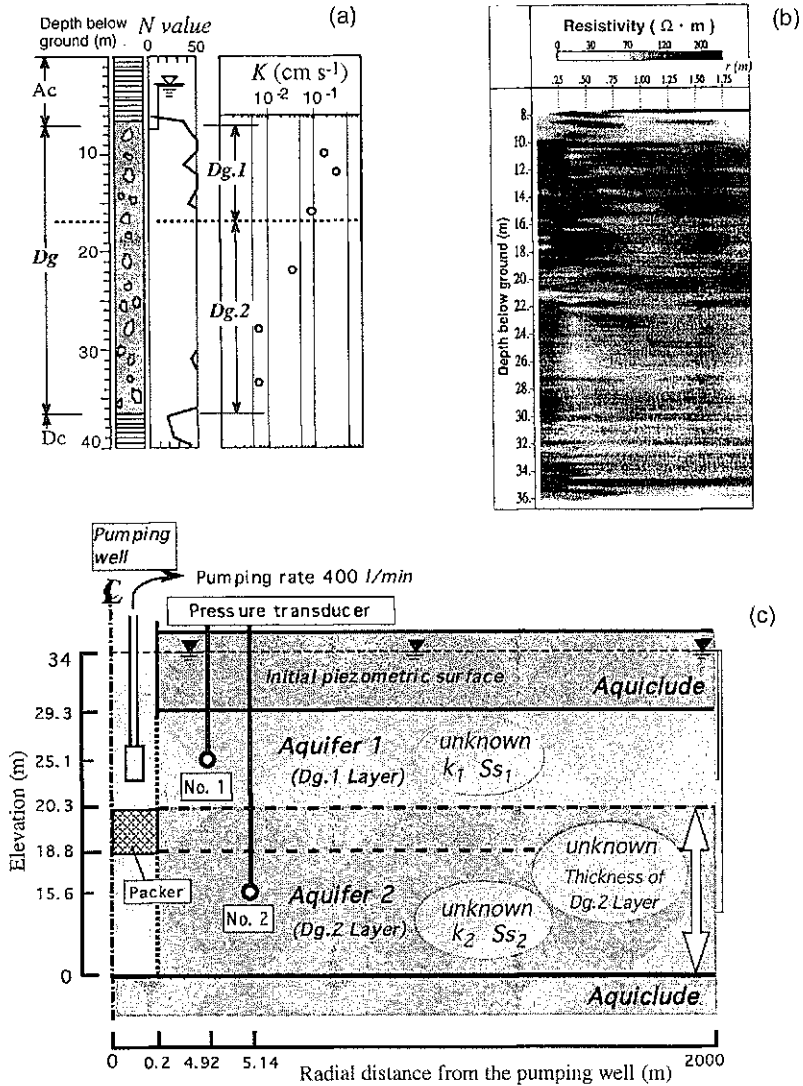 (a)
Depth below ground (m)
N value
0 50
K (cm s-1)
10-2 10-1
Ac
Dg
Dc
10
20
30
40
Dg.1
Dg.2
(b)
Resistivity ( Ω · m )
0 30 70 100 200
r (m)
.25 .50 .75 1.00 1.25 1.50 1.75
Depth below ground (m)
8.
10.
12.
14.
16.
18.
20.
22.
24.
26.
28.
30.
32.
34.
36.
(c)
Pumping well
Pumping rate 400 l/min
Pressure transducer
Initial piezometric surface
Aquiclude
Aquifer 1
(Dg.1 Layer)
unknown
k1 Ss1
No. 1
Packer
No. 2
Aquifer 2
(Dg.2 Layer)
unknown
k2 Ss2
unknown
Thickness of
Dg.2 Layer
Aquiclude
Elevation (m)
34
29.3
25.1
20.3
18.8
15.6
0
0 0.2 4.92 5.14 2000
Radial distance from the pumping well (m)